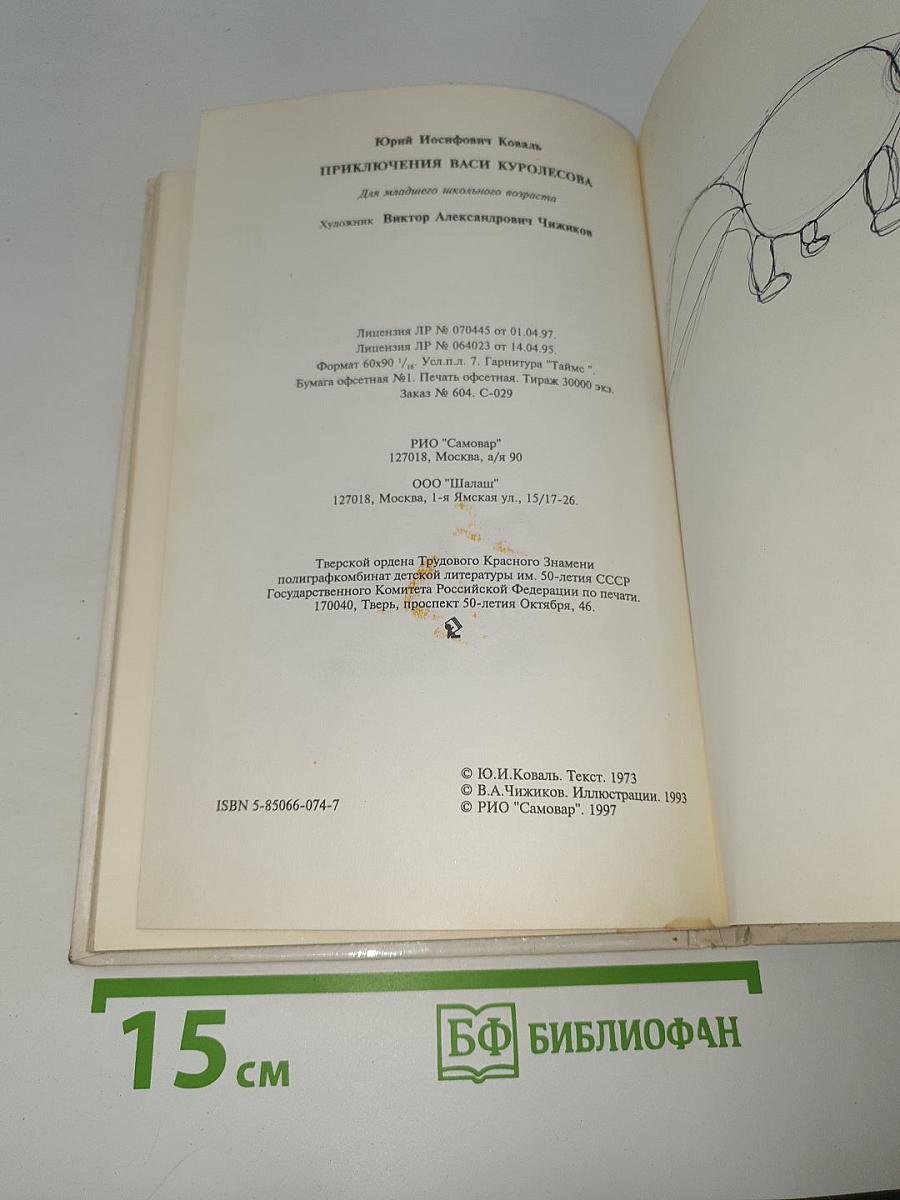 Юрий Иосифович Коваль
ПРИКЛЮЧЕНИЯ ВАСИ КУРОЛЕСОВА
Для младшего школьного возраста
Художник Виктор Александрович Чижиков
Лицензия ЛР № 070445 от 01.04.97.
Лицензия ЛР № 064023 от 14.04.95.
Формат 60x90 1/16. Усл.п.л. 7. Гарнитура "Таймс ".
Бумага офсетная №1. Печать офсетная. Тираж 30000 экз.
Заказ № 604. С-029
РИО "Самовар"
127018, Москва, а/я 90
ООО "Шалаш"
127018, Москва, 1-я Ямская ул., 15/17-26.
Тверской ордена Трудового Красного Знамени
полиграфкомбинат детской литературы им. 50-летия СССР
Государственного Комитета Российской Федерации по печати.
170040, Тверь, проспект 50-летия Октября, 46.
ISBN 5-85066-074-7
© Ю.И.Коваль. Текст. 1973
© В.А.Чижиков. Иллюстрации. 1993
© РИО "Самовар". 1997
15 см
БФ БИБЛИОФАН